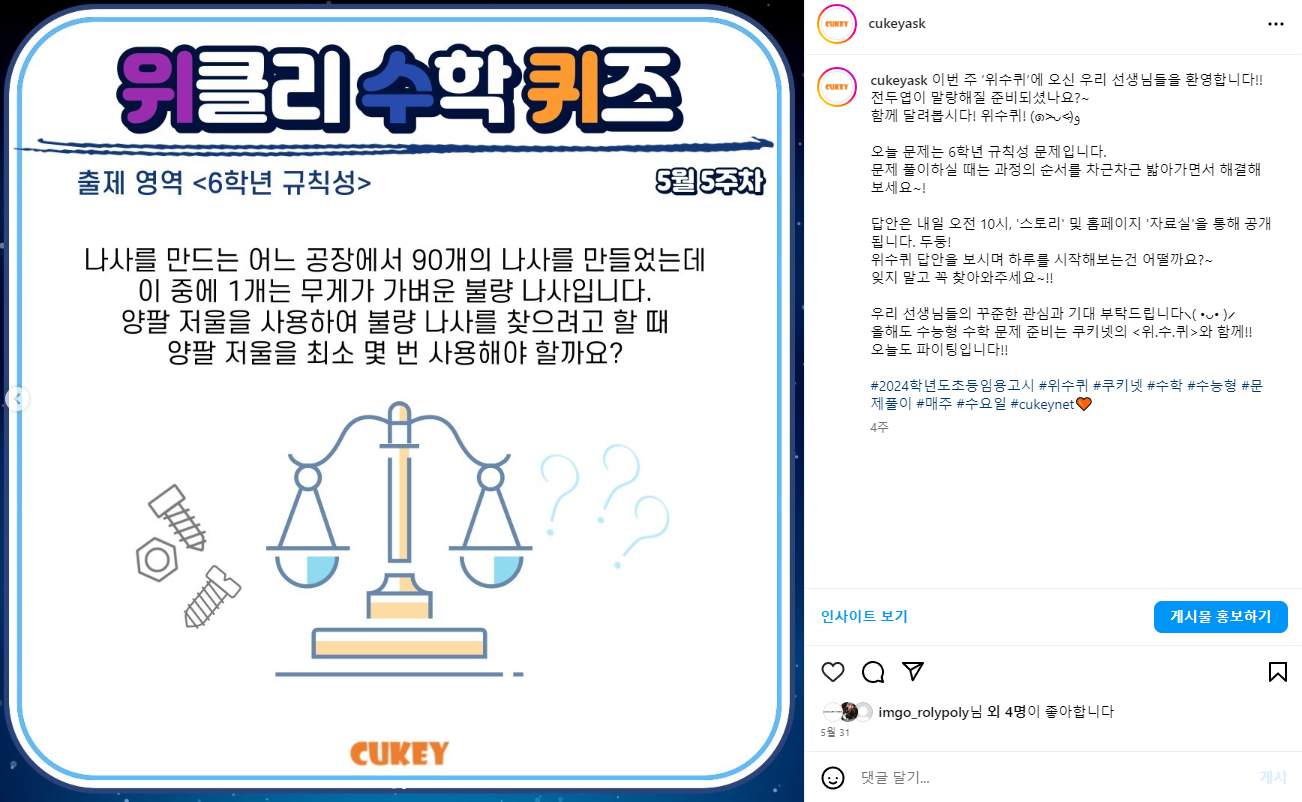 위클리 수학 퀴즈
출제 영역 <6학년 규칙성>
5월 5주차
나사를 만드는 어느 공장에서 90개의 나사를 만들었는데
이 중에 1개는 무게가 가벼운 불량 나사입니다.
양팔 저울을 사용하여 불량 나사를 찾으려고 할 때
양팔 저울을 최소 몇 번 사용해야 할까요?
CUKEY
CUKEY
cukeyask
CUKEY
cukeyask 이번 주 ‘위수퀴’에 오신 우리 선생님들을 환영합니다!!
전두엽이 말랑해질 준비되셨나요?~
함께 달려봅시다! 위수퀴! (๑˃̵ᴗ˂̵)و
오늘 문제는 6학년 규칙성 문제입니다.
문제 풀이하실 때는 과정의 순서를 차근차근 밟아가면서 해결해
보세요~!
답안은 내일 오전 10시, '스토리' 및 홈페이지 '자료실'을 통해 공개
됩니다. 두둥!
위수퀴 답안을 보시며 하루를 시작해보는건 어떨까요?~
잊지 말고 꼭 찾아와주세요~!!
우리 선생님들의 꾸준한 관심과 기대 부탁드립니다ヽ( •ᴗ• )ノ
올해도 수능형 수학 문제 준비는 쿠키넷의 <위.수.퀴>와 함께!!
오늘도 파이팅입니다!!
#2024학년도초등임용고시 #위수퀴 #쿠키넷 #수학 #수능형 #문
제풀이 #매주 #수요일 #cukeynet🧡
4주
인사이트 보기
게시물 홍보하기
imgo_rolypoly님 외 4명이 좋아합니다
5월 31
댓글 달기...
게시